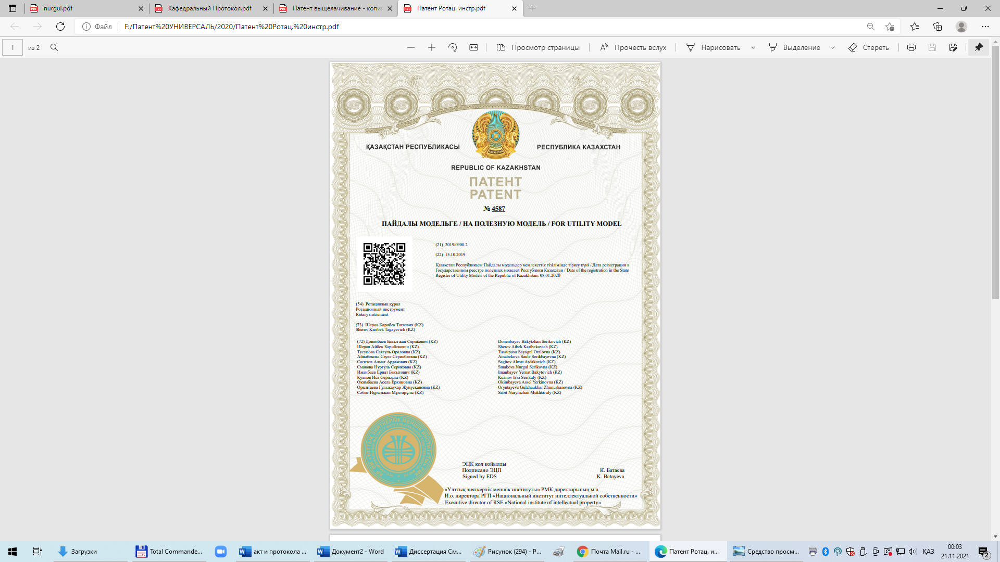 nurgul.pdf
Кафедральный Протокол.pdf
Патент выщелачивание - копия
Патент Ротац. инстр.pdf
Файл
F:/Патент%20УНИВЕРСАЛЬ/2020/Патент%20Ротац.%20инстр.pdf
1 из 2
Просмотр страницы
Прочесть вслух
Нарисовать
Выделение
Стереть
ҚАЗАҚСТАН РЕСПУБЛИКАСЫ
РЕСПУБЛИКА КАЗАХСТАН
REPUBLIC OF KAZAKHSTAN
ПАТЕНТ
PATENT
№ 4587
ПАЙДАЛЫ МОДЕЛЬГЕ / НА ПОЛЕЗНУЮ МОДЕЛЬ / FOR UTILITY MODEL
(21) 2019/0900.2
(22) 15.10.2019
Қазақстан Республикасы Пайдалы модельдер мемлекеттік тізілімінде тіркеу күні / Дата регистрации в
Государственном реестре полезных моделей Республики Казахстан / Date of the registration in the State
Register of Utility Models of the Republic of Kazakhstan: 08.01.2020
(54) Ротациялық құрал
Ротационный инструмент
Rotary instrument
(73) Шеров Карибек Тагаевич (KZ)
Sherov Karibek Tagayevich (KZ)
(72) Доненбаев Бакытжан Серикович (KZ)
Шеров Айбек Карибекович (KZ)
Тусупова Саягуль Ораловна (KZ)
Айнабекова Сауле Серикбаевна (KZ)
Сагитов Алмат Ардакович (KZ)
Смакова Нургуль Сериковна (KZ)
Иманбаев Ернат Бакытович (KZ)
Қуанов Иса Серікұлы (KZ)
Окимбаева Асель Еркиновна (KZ)
Орынтаева Гульжаухар Жунускановна (KZ)
Сәбит Нұрымжан Мұхтарұлы (KZ)
Donenbayev Bakytzhan Serikovich (KZ)
Sherov Aibek Karibekovich (KZ)
Tussupova Sayagul Oralovna (KZ)
Ainabekova Saule Serikbayevna (KZ)
Sagitov Almat Ardakovich (KZ)
Smakova Nurgul Serikovna (KZ)
Imanbayev Yernat Bakytovich (KZ)
Kuanov Issa Serikuly (KZ)
Okimbayeva Assel Yerkinovna (KZ)
Oryntayeva Gulzhaukhar Zhunuskanovna (KZ)
Sabit Nurymzhan Mukhtaruly (KZ)
ЭЦҚ қол қойылды
Подписано ЭЦП
Signed by EDS
К. Батаева
K. Batayeva
«Ұлттық зияткерлік меншік институты» РМК директорының м.а.
И.о. директора РГП «Национальный институт интеллектуальной собственности»
Executive director of RSE «National institute of intellectual property»
Загрузки
Total Commande...
акт и протокола ...
Документ2 - Word
Диссертация См...
Рисунок (294) - P...
Почта Mail.ru - ...
Патент Ротац. и...
Средство просм...
ҚАЗ
00:03
21.11.2021
2